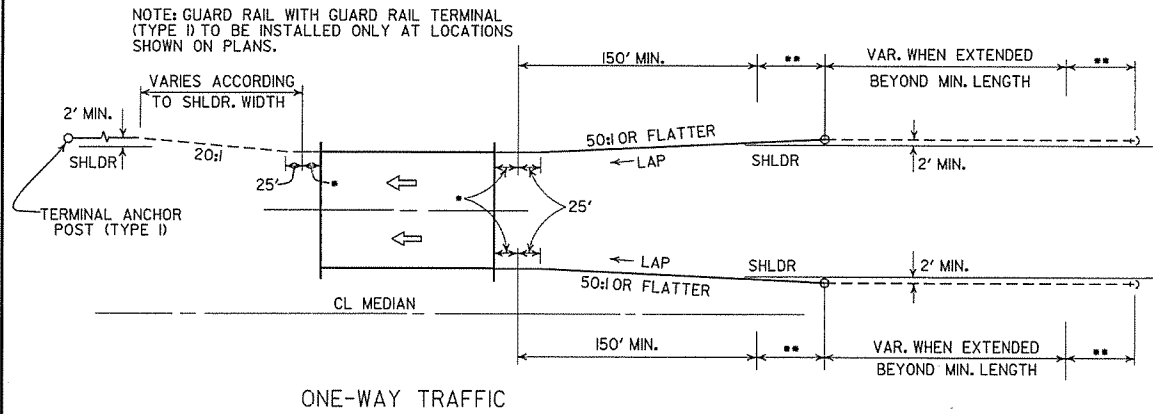 NOTE: GUARD RAIL WITH GUARD RAIL TERMINAL
(TYPE I) TO BE INSTALLED ONLY AT LOCATIONS
SHOWN ON PLANS.
150' MIN.
**
VAR. WHEN EXTENDED
BEYOND MIN. LENGTH
**
VARIES ACCORDING
TO SHLDR. WIDTH
2' MIN.
50:1 OR FLATTER
20:1
SHLDR
LAP
SHLDR
2' MIN.
25'
*
*
25'
TERMINAL ANCHOR
POST (TYPE I)
LAP
SHLDR
2' MIN.
50:1 OR FLATTER
CL MEDIAN
150' MIN.
**
VAR. WHEN EXTENDED
BEYOND MIN. LENGTH
**
ONE-WAY TRAFFIC